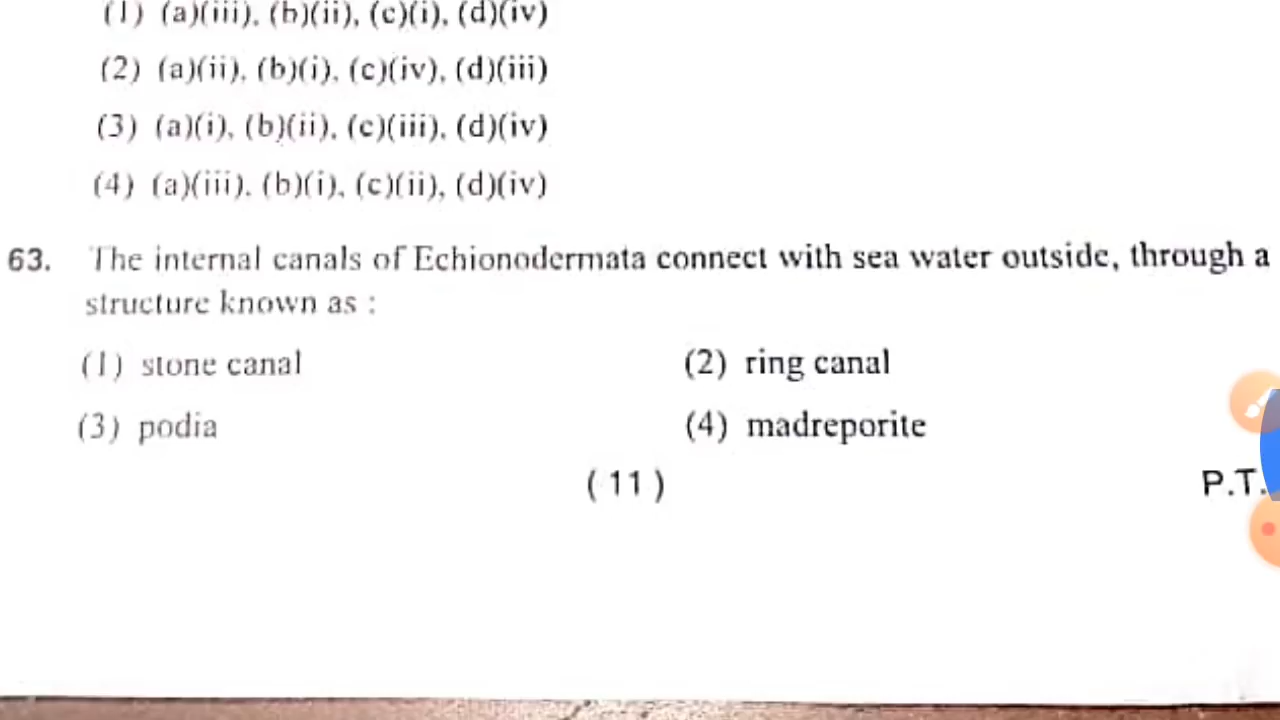 (1) (a)(iii), (b)(ii), (c)(i), (d)(iv)
(2) (a)(ii), (b)(i), (c)(iv), (d)(iii)
(3) (a)(i), (b)(ii), (c)(iii), (d)(iv)
(4) (a)(iii), (b)(i), (c)(ii), (d)(iv)
63. The internal canals of Echionodermata connect with sea water outside, through a
structure known as :
(1) stone canal (2) ring canal
(3) podia (4) madreporite
( 11 ) P.T.